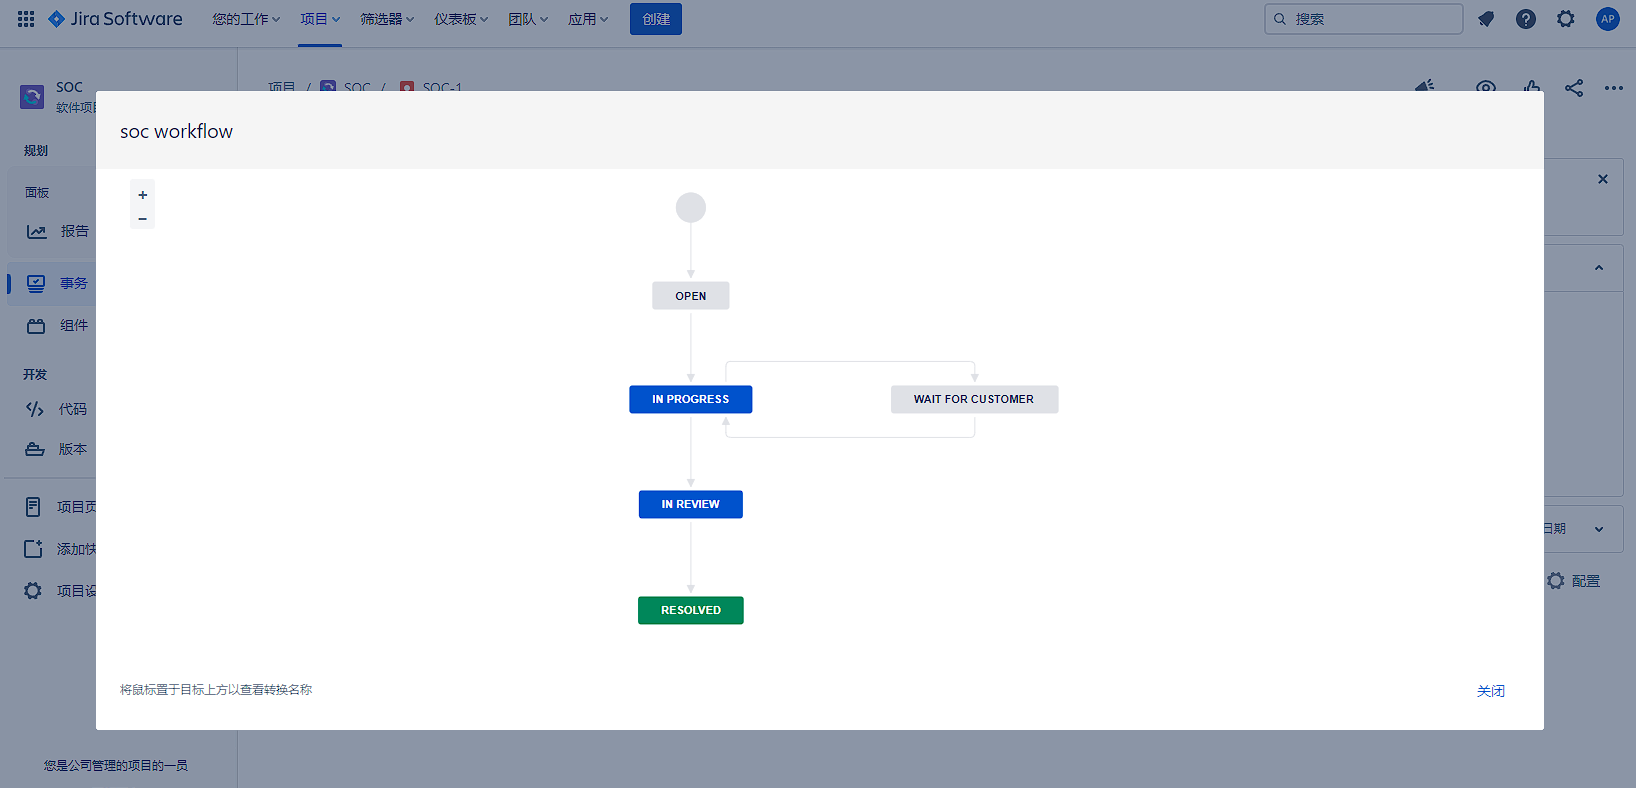 Jira Software 您的工作 项目 筛选器 仪表板 团队 应用 创建 搜索 AP
SOC
软件项目
项目 / SOC / SOC-1
soc workflow
规划
面板
报告
事务
组件
开发
代码
版本
项目页
添加快
项目设
+
−
OPEN
IN PROGRESS
WAIT FOR CUSTOMER
IN REVIEW
RESOLVED
日期
配置
将鼠标置于目标上方以查看转换名称
关闭
您是公司管理的项目的一员